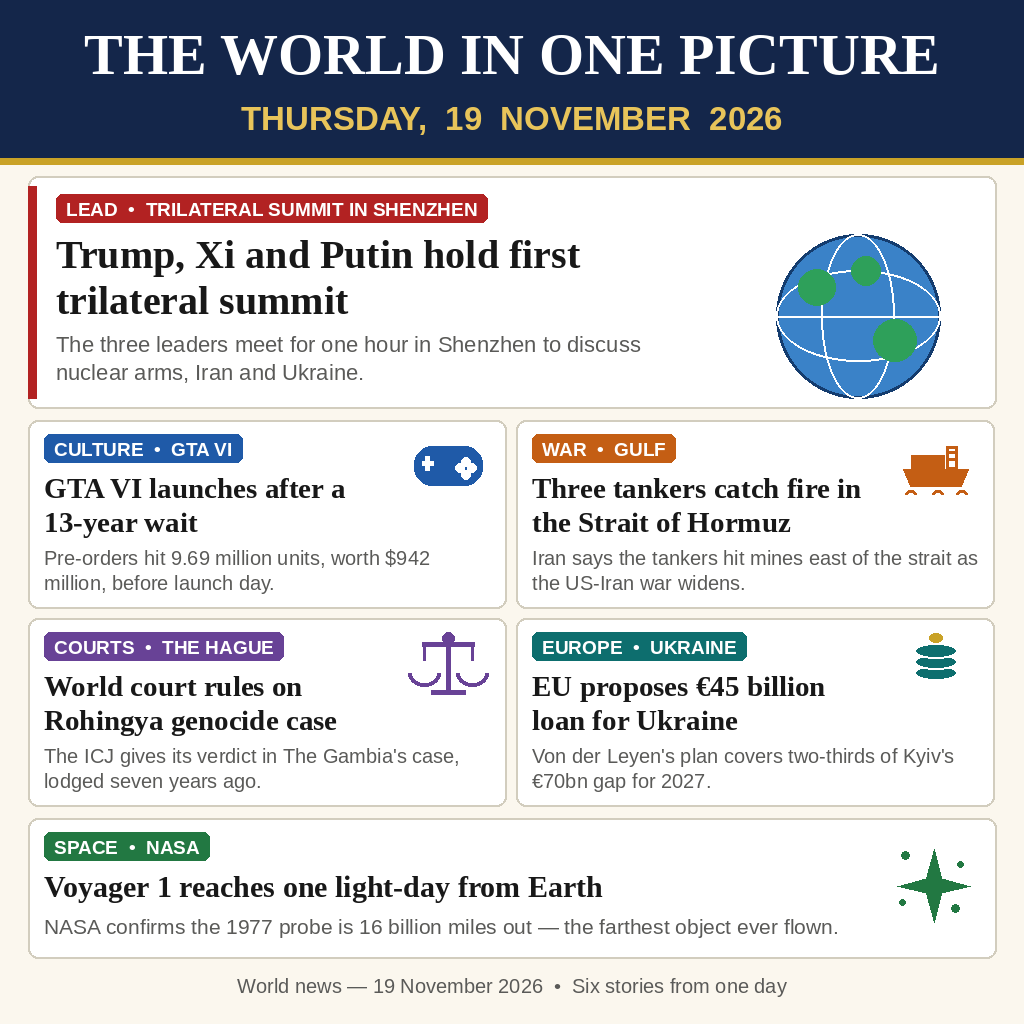 THE WORLD IN ONE PICTURE
THURSDAY, 19 NOVEMBER 2026
LEAD • TRILATERAL SUMMIT IN SHENZHEN
Trump, Xi and Putin hold first
trilateral summit
The three leaders meet for one hour in Shenzhen to discuss
nuclear arms, Iran and Ukraine.
CULTURE • GTA VI
GTA VI launches after a
13-year wait
Pre-orders hit 9.69 million units, worth $942
million, before launch day.
WAR • GULF
Three tankers catch fire in
the Strait of Hormuz
Iran says the tankers hit mines east of the strait as
the US-Iran war widens.
COURTS • THE HAGUE
World court rules on
Rohingya genocide case
The ICJ gives its verdict in The Gambia's case,
lodged seven years ago.
EUROPE • UKRAINE
EU proposes €45 billion
loan for Ukraine
Von der Leyen's plan covers two-thirds of Kyiv's
€70bn gap for 2027.
SPACE • NASA
Voyager 1 reaches one light-day from Earth
NASA confirms the 1977 probe is 16 billion miles out — the farthest object ever flown.
World news — 19 November 2026 • Six stories from one day